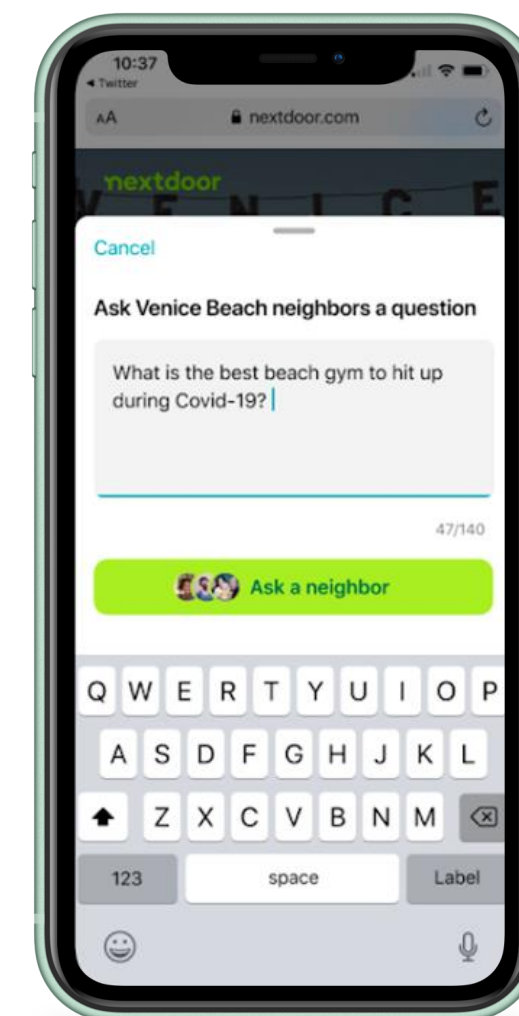 10:37
◀ Twitter
AA nextdoor.com
nextdoor
VENICE
Cancel
Ask Venice Beach neighbors a question
What is the best beach gym to hit up
during Covid-19?
47/140
Ask a neighbor
Q W E R T Y U I O P
A S D F G H J K L
Z X C V B N M
123 space Label